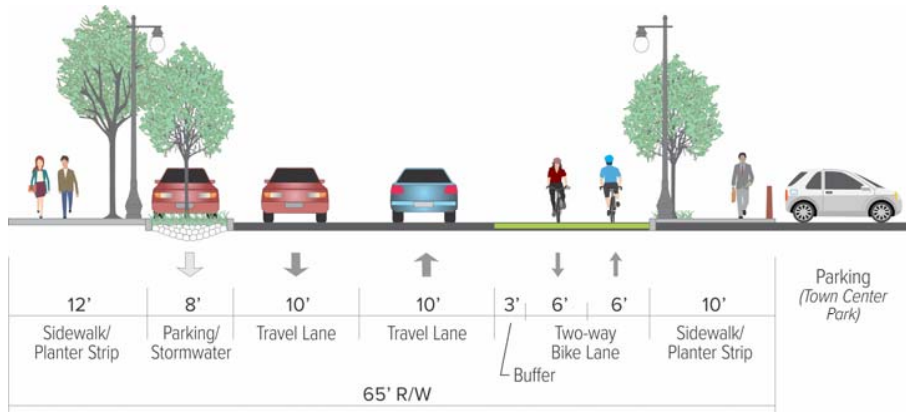 12’ 8’ 10’ 10’ 3’ 6’ 6’ 10’
Sidewalk/
Planter Strip
Parking/
Stormwater
Travel Lane
Travel Lane
Buffer
Two-way
Bike Lane
Sidewalk/
Planter Strip
Parking
(Town Center
Park)
65’ R/W